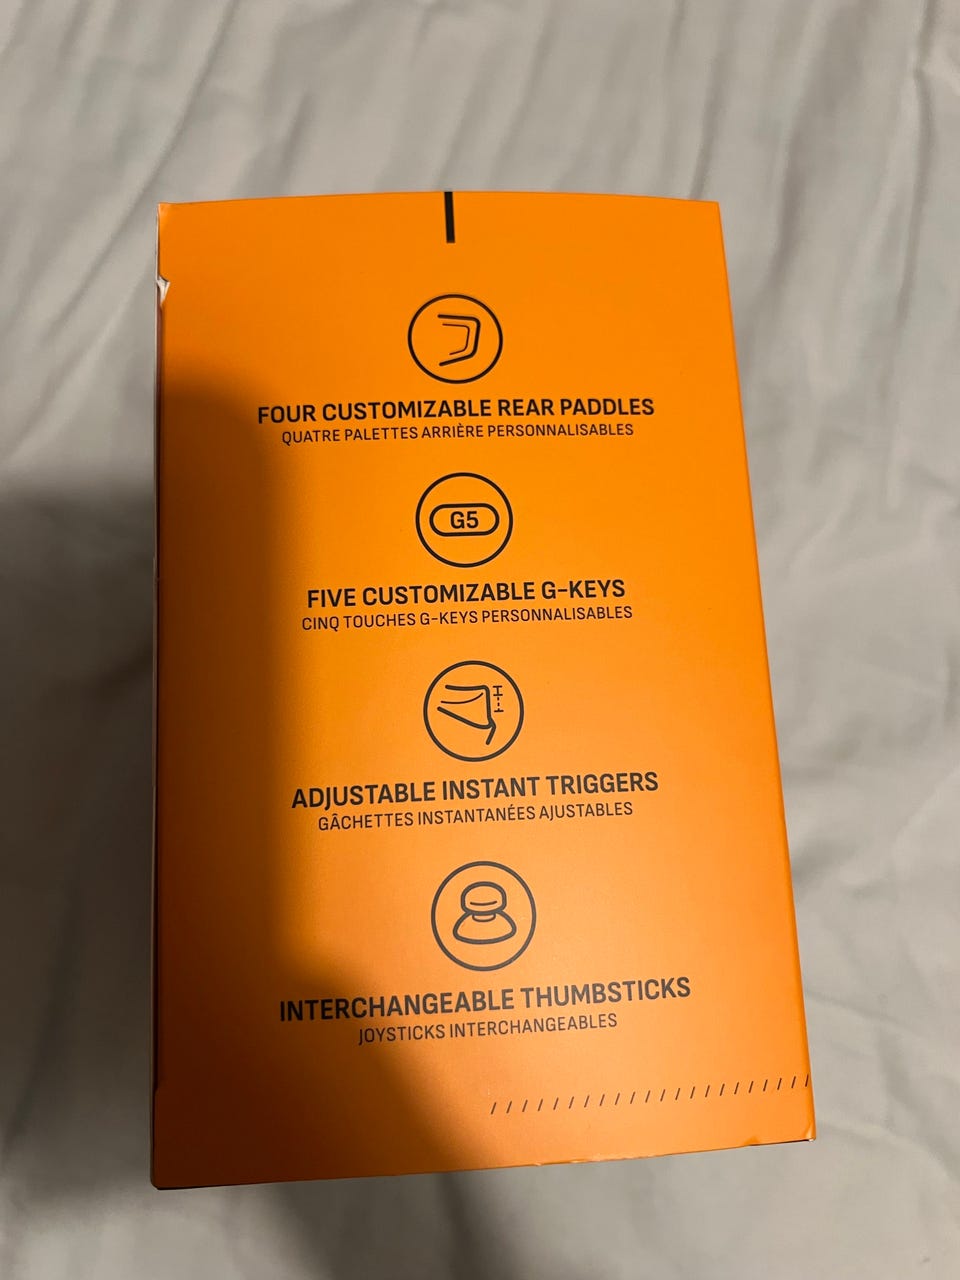 FOUR CUSTOMIZABLE REAR PADDLES
QUATRE PALETTES ARRIÈRE PERSONNALISABLES
G5
FIVE CUSTOMIZABLE G-KEYS
CINQ TOUCHES G-KEYS PERSONNALISABLES
ADJUSTABLE INSTANT TRIGGERS
GÂCHETTES INSTANTANÉES AJUSTABLES
INTERCHANGEABLE THUMBSTICKS
JOYSTICKS INTERCHANGEABLES